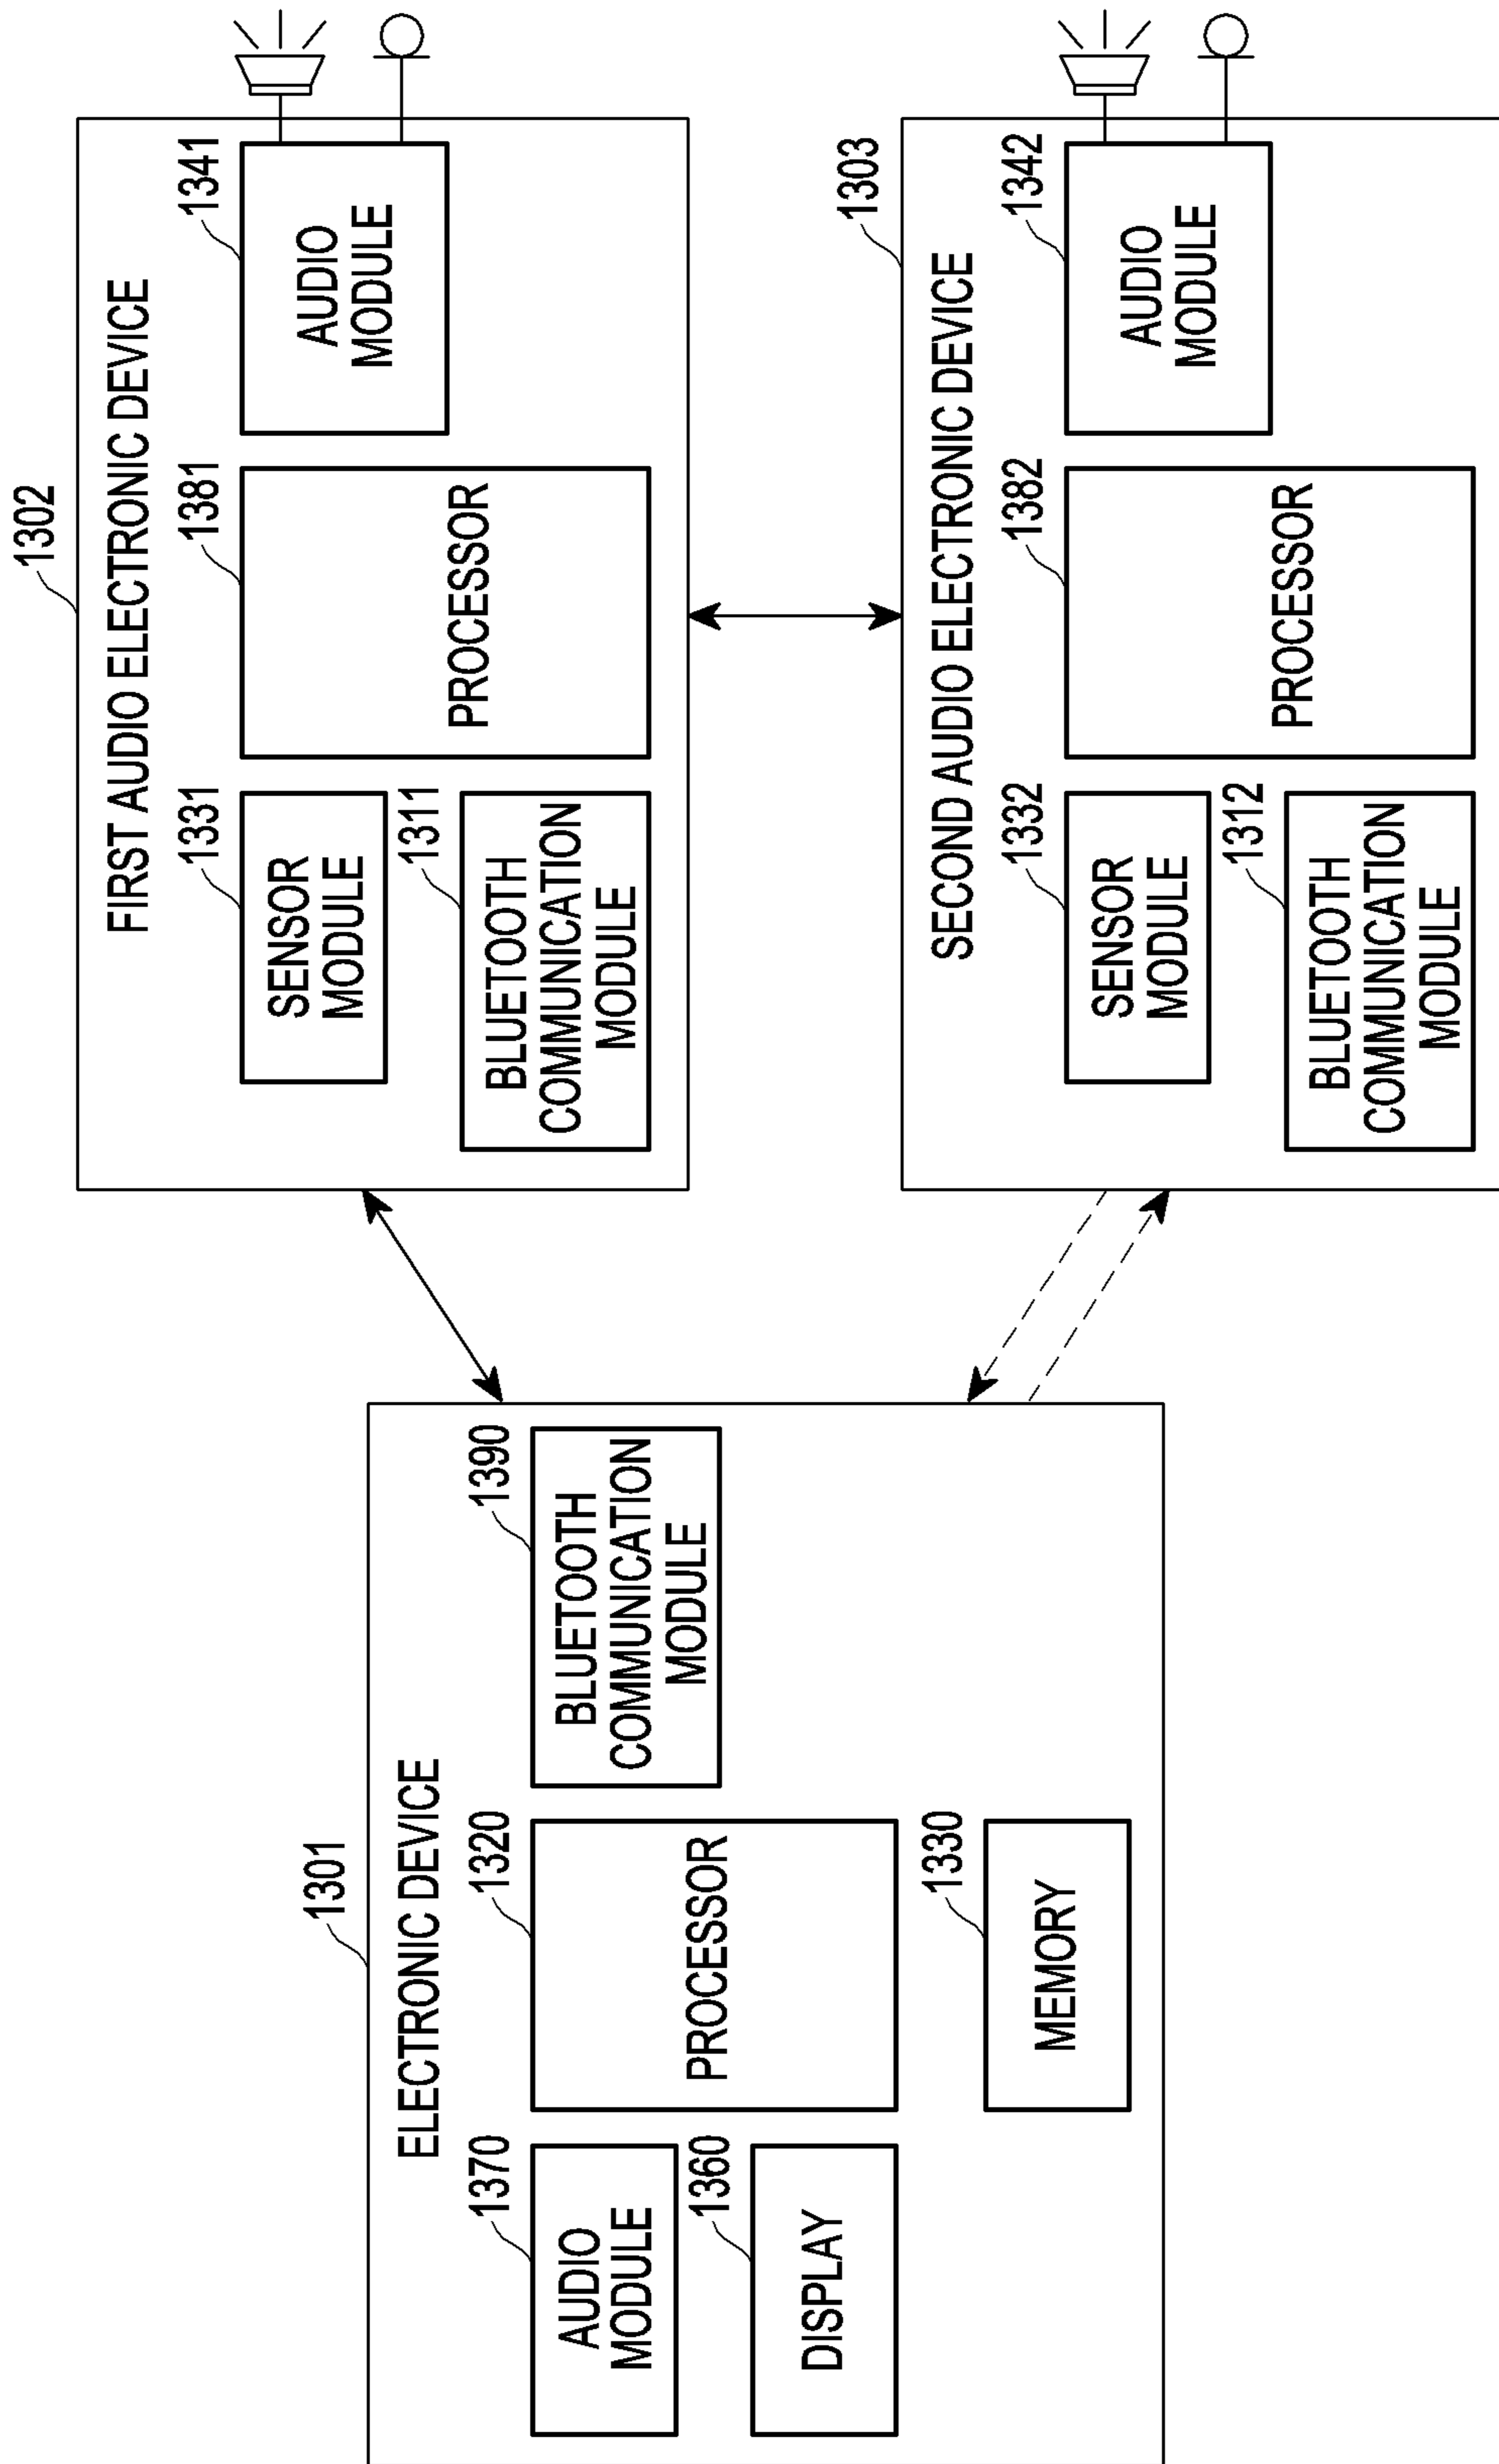 1301
ELECTRONIC DEVICE
1370
AUDIO
MODULE
1360
DISPLAY
1320
PROCESSOR
1330
MEMORY
1390
BLUETOOTH
COMMUNICATION
MODULE
1302
FIRST AUDIO ELECTRONIC DEVICE
1331
SENSOR
MODULE
1311
BLUETOOTH
COMMUNICATION
MODULE
1381
PROCESSOR
1341
AUDIO
MODULE
1303
SECOND AUDIO ELECTRONIC DEVICE
1332
SENSOR
MODULE
1312
BLUETOOTH
COMMUNICATION
MODULE
1382
PROCESSOR
1342
AUDIO
MODULE